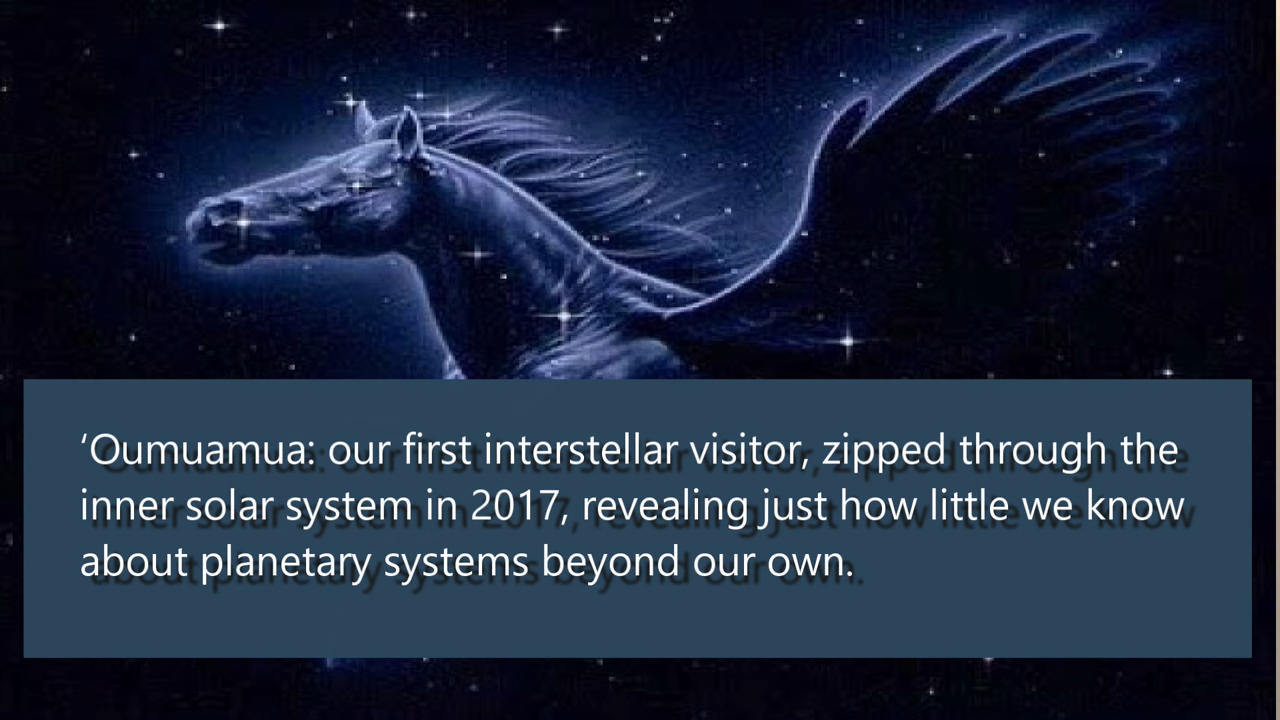 ‘Oumuamua: our first interstellar visitor, zipped through the
inner solar system in 2017, revealing just how little we know
about planetary systems beyond our own.